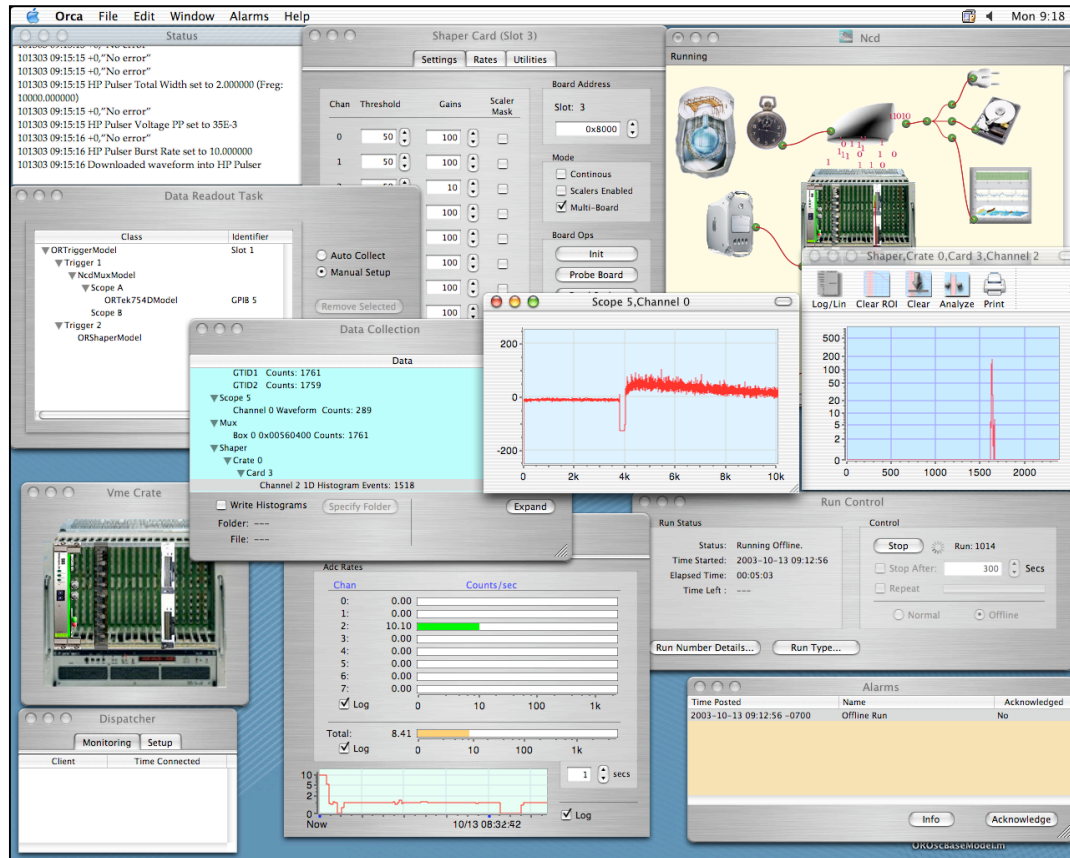 Orca File Edit Window Alarms Help Mon 9:18
Status
101303 09:15:15 +0,"No error"
101303 09:15:15 +0,"No error"
101303 09:15:15 +0,"No error"
101303 09:15:15 HP Pulser Total Width set to 2.000000 (Freq:
10000.000000)
101303 09:15:15 +0,"No error"
101303 09:15:15 HP Pulser Voltage PP set to 35E-3
101303 09:15:16 +0,"No error"
101303 09:15:16 HP Pulser Burst Rate set to 10.000000
101303 09:15:16 Downloaded waveform into HP Pulser
Shaper Card (Slot 3)
Settings Rates Utilities
Chan Threshold Gains Scaler
Mask
0 50 100
1 50 100
10
100
100
100
100
100
Board Address
Slot: 3
0x8000
Mode
Continous
Scalers Enabled
Multi-Board
Board Ops
Init
Probe Board
Ncd
Running
Data Readout Task
Class Identifier
ORTriggerModel Slot 1
Trigger 1
NcdMuxModel
Scope A
ORTek754DModel GPIB 5
Scope B
Trigger 2
ORShaperModel
Auto Collect
Manual Setup
Remove Selected
Data Collection
Data
GTID1 Counts: 1761
GTID2 Counts: 1759
Scope 5
Channel 0 Waveform Counts: 289
Mux
Box 0 0x00560400 Counts: 1761
Shaper
Crate 0
Card 3
Channel 2 1D Histogram Events: 1518
Write Histograms Specify Folder Expand
Folder: ---
File: ---
Scope 5,Channel 0
200
0
-200
0 2k 4k 6k 8k 10k
Shaper,Crate 0,Card 3,Channel 2
Log/Lin Clear ROI Clear Analyze Print
500
200
100
50
20
10
5
2
0
0 500 1000 1500 2000
Vme Crate
Dispatcher
Monitoring Setup
Client Time Connected
Adc Rates
Chan Counts/sec
0: 0.00
1: 0.00
2: 10.10
3: 0.00
4: 0.00
5: 0.00
6: 0.00
7: 0.00
Log 0 10 100 1k
Total: 8.41
Log 0 10 100 1k
10
5
2
0
Now 10/13 08:32:42
1 secs
Log
Run Control
Run Status
Status: Running Offline.
Time Started: 2003-10-13 09:12:56
Elapsed Time: 00:05:03
Time Left : ---
Control
Stop Run: 1014
Stop After: 300 Secs
Repeat
Normal Offline
Run Number Details... Run Type...
Alarms
Time Posted Name Acknowledged
2003-10-13 09:12:56 -0700 Offline Run No
Info Acknowledge
OROscBaseModel.m